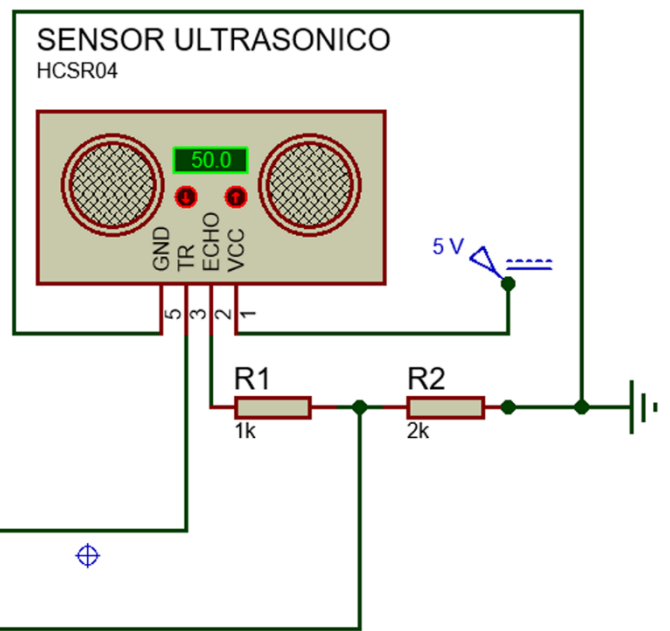 SENSOR ULTRASONICO
HCSR04
50.0
GND
TR
ECHO
VCC
5
3
2
1
5 V
R1
1k
R2
2k